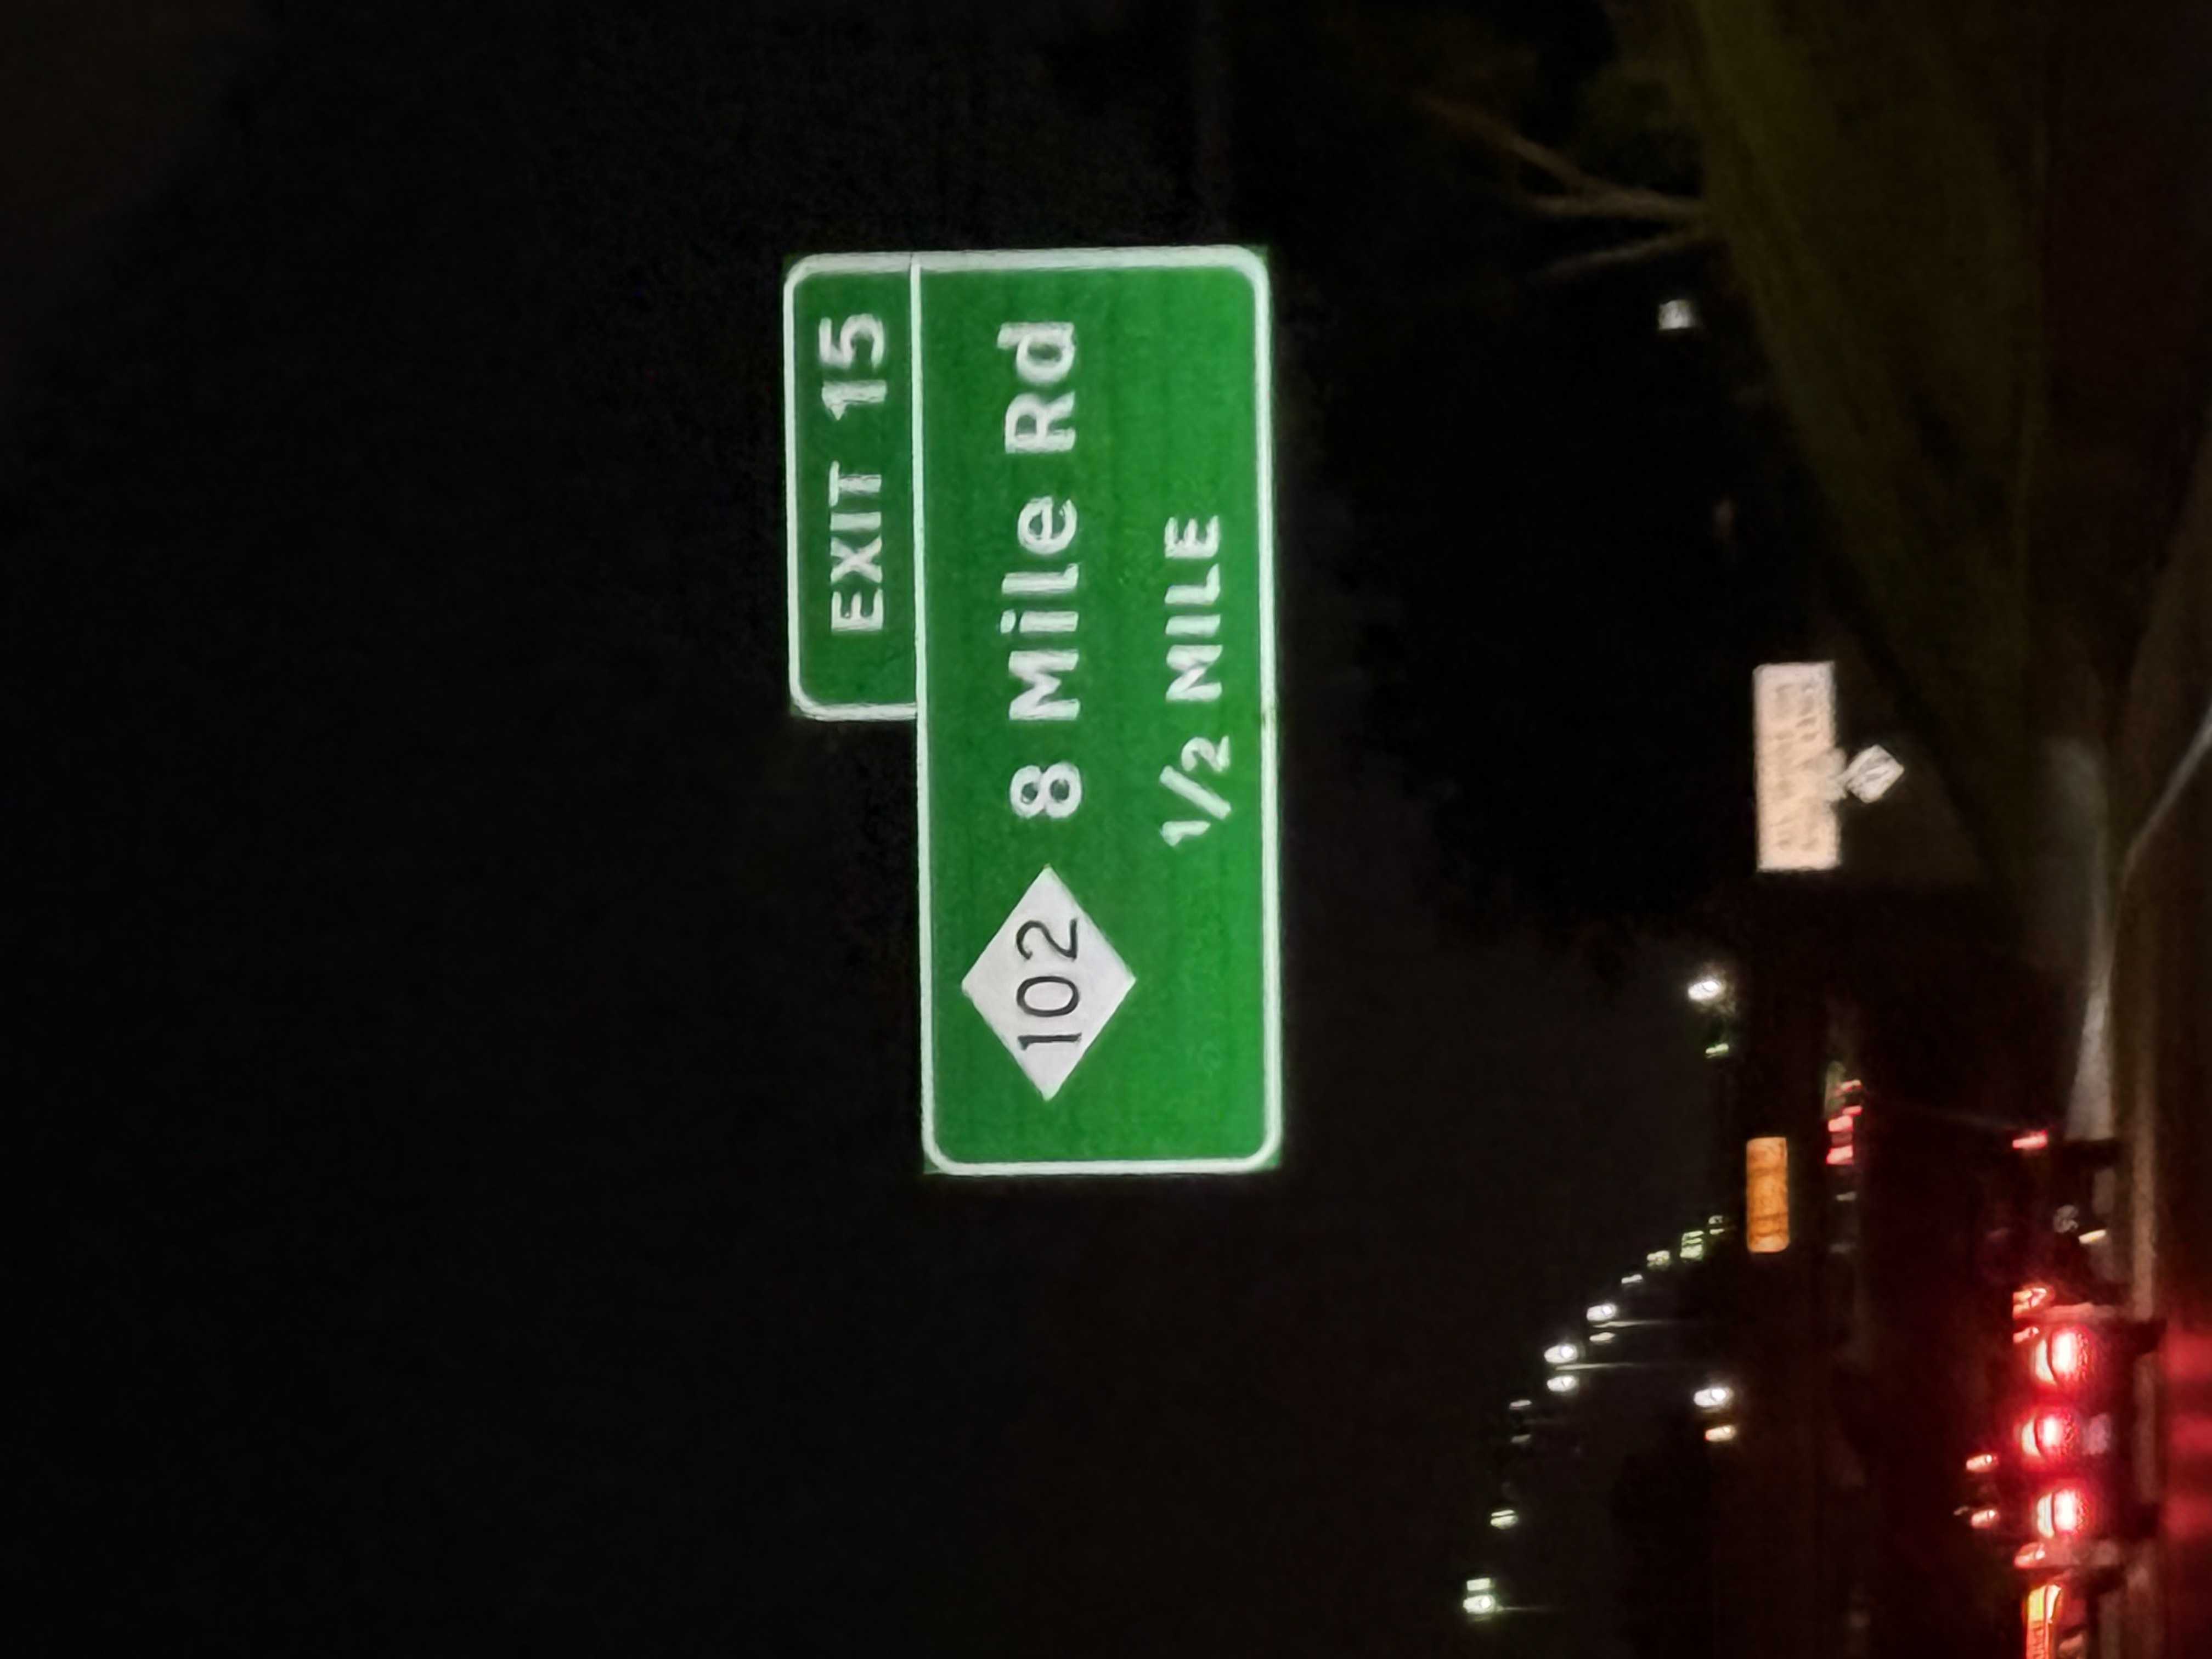 EXIT 15
102 8 Mile Rd
1/2 MILE